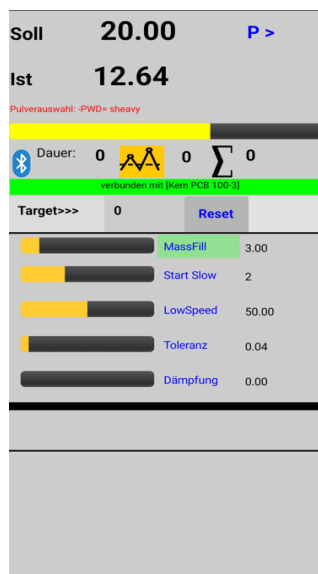 Soll 20.00 P >
Ist 12.64
Pulverauswahl: -PWD= sheavy
Dauer: 0 0 ∑ 0
verbunden mit [Kern PCB 100-3]
Target>>> 0 Reset
MassFill 3.00
Start Slow 2
LowSpeed 50.00
Toleranz 0.04
Dämpfung 0.00